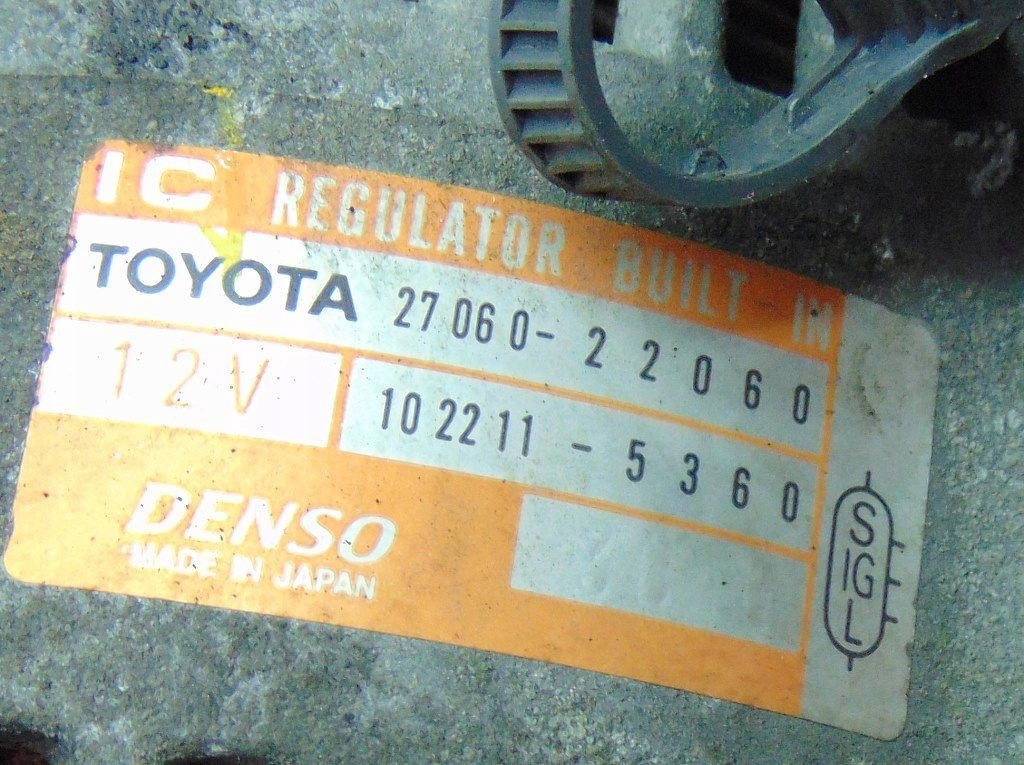 IC REGULATOR BUILT IN
TOYOTA 27060-22060
12V 102211-5360
DENSO
MADE IN JAPAN
S
IG
L